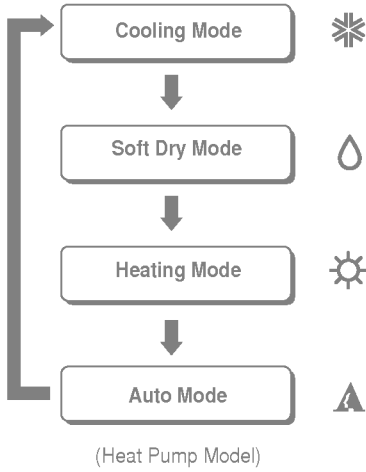 Cooling Mode
Soft Dry Mode
Heating Mode
Auto Mode
(Heat Pump Model)